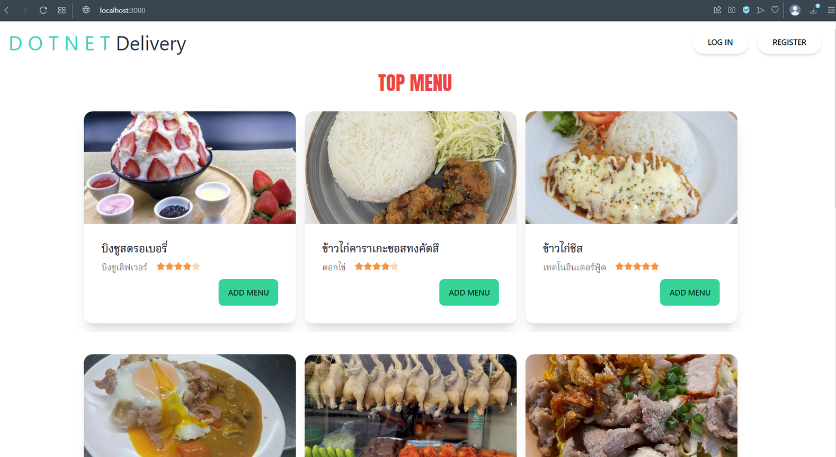 localhost:3000
DOTNET Delivery
LOG IN
REGISTER
TOP MENU
บิงซูสตรอเบอรี่
บิงซูเลิฟเวอร์
ADD MENU
ข้าวไก่คาราเกะซอสทงคัตสึ
ดอกไข่
ADD MENU
ข้าวไก่ชีส
เทคโนอินเตอร์ฟู้ด
ADD MENU